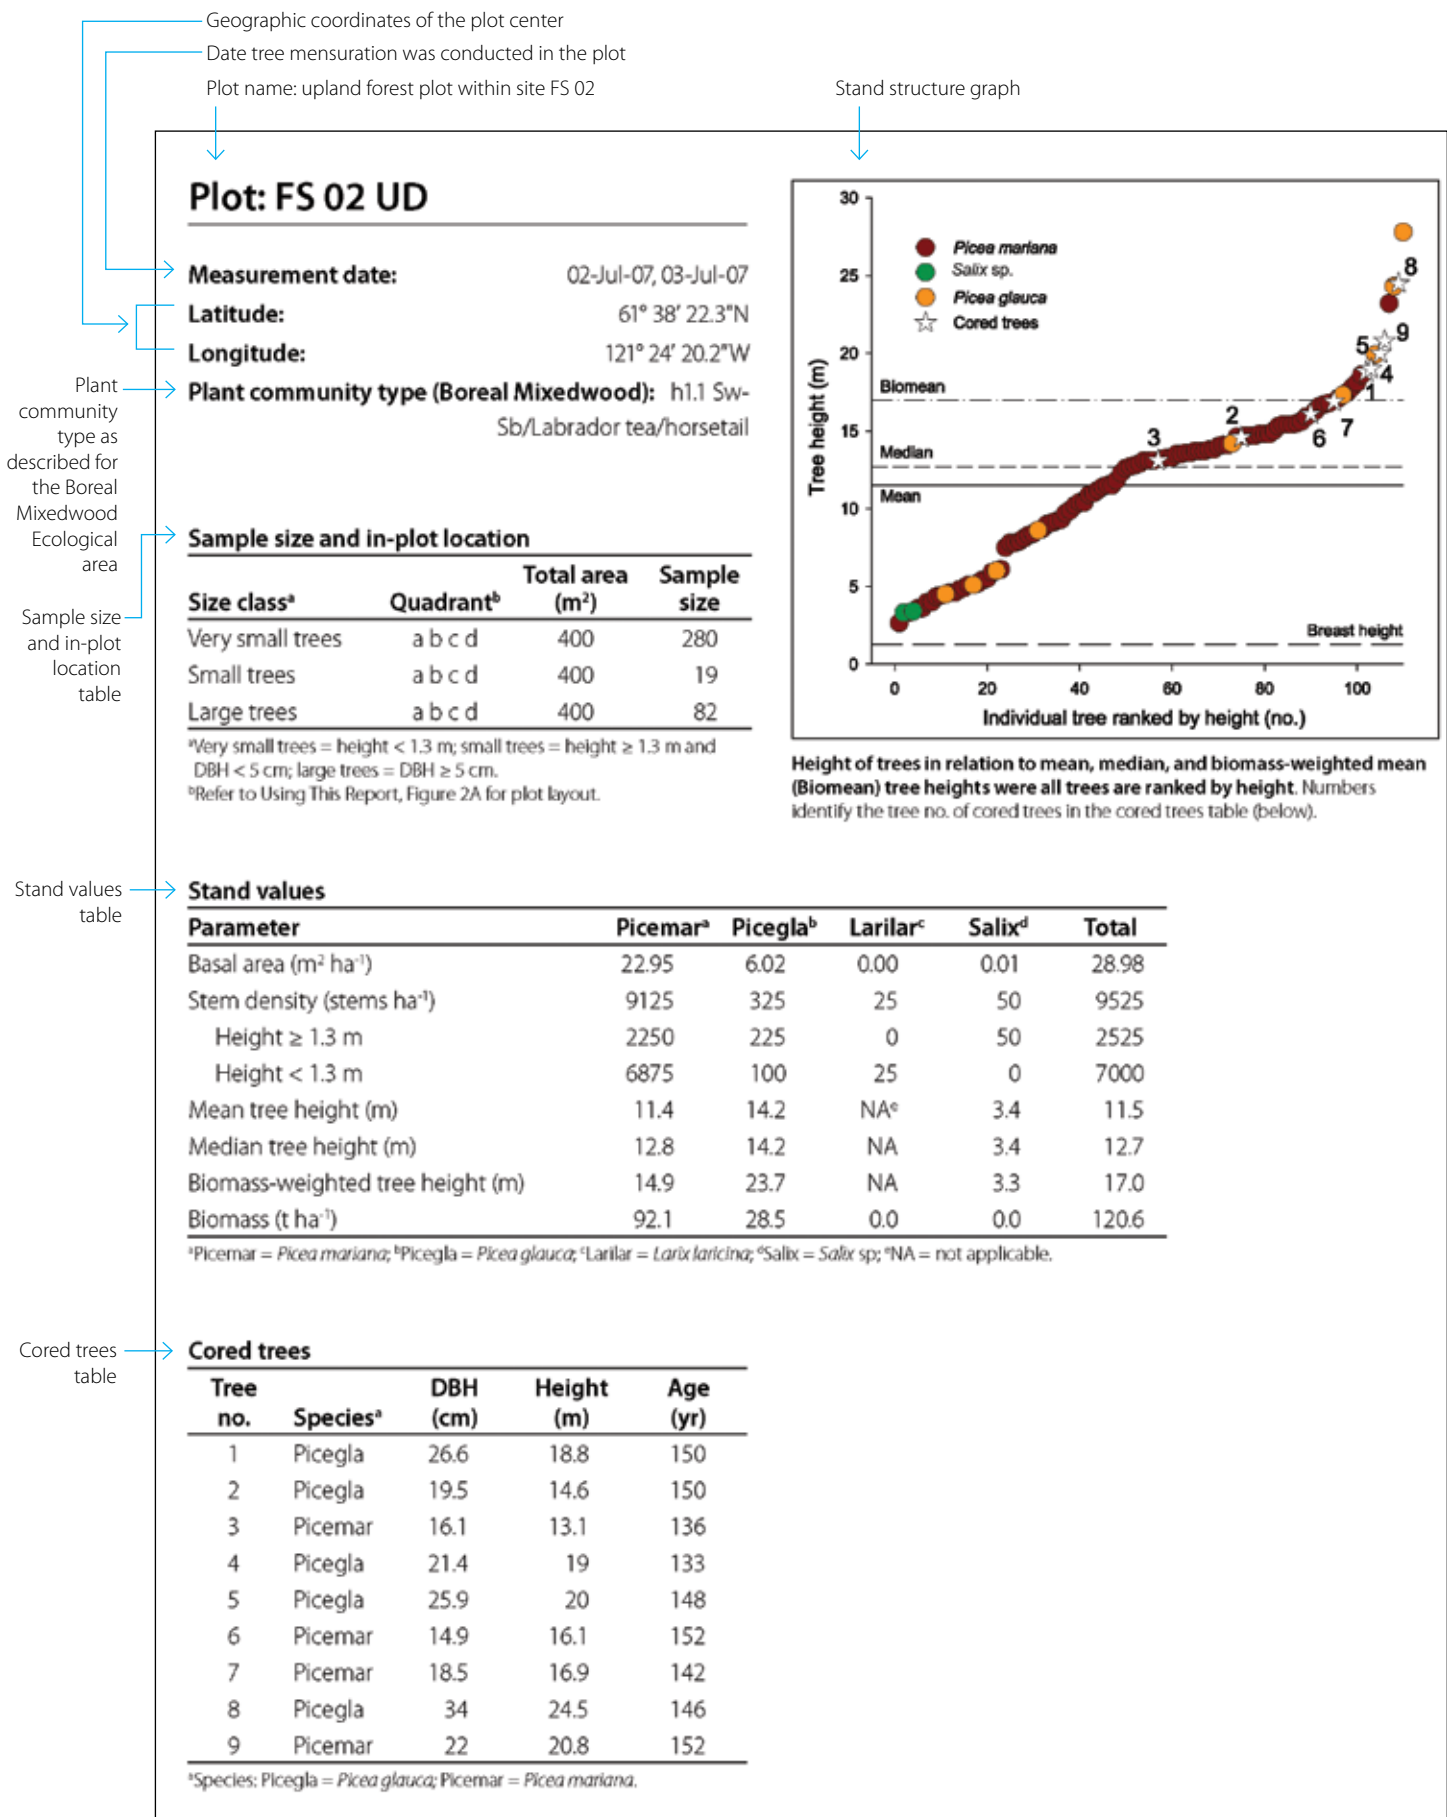 Geographic coordinates of the plot center
Date tree mensuration was conducted in the plot
Plot name: upland forest plot within site FS 02
Stand structure graph
Plot: FS 02 UD
Measurement date: 02-Jul-07, 03-Jul-07
Latitude: 61° 38′ 22.3″N
Longitude: 121° 24′ 20.2″W
Plant community type (Boreal Mixedwood): h1.1 Sw-
Sb/Labrador tea/horsetail
Plant
community
type as
described for
the Boreal
Mixedwood
Ecological
area
Sample size
and in-plot
location
table
Sample size and in-plot location
Size classᵃ Quadrantᵇ Total area (m²) Sample size
Very small trees a b c d 400 280
Small trees a b c d 400 19
Large trees a b c d 400 82
ᵃVery small trees = height < 1.3 m; small trees = height ≥ 1.3 m and
DBH < 5 cm; large trees = DBH ≥ 5 cm.
ᵇRefer to Using This Report, Figure 2A for plot layout.
Tree height (m)
30
25
20
15
10
5
0
Picea mariana
Salix sp.
Picea glauca
Cored trees
Biomean
Median
Mean
Breast height
8
9
5
4
1
2
7
6
3
0 20 40 60 80 100
Individual tree ranked by height (no.)
Height of trees in relation to mean, median, and biomass-weighted mean
(Biomean) tree heights were all trees are ranked by height. Numbers
identify the tree no. of cored trees in the cored trees table (below).
Stand values
table
Stand values
Parameter Picemarᵃ Piceglaᵇ Larilarᶜ Salixᵈ Total
Basal area (m² ha⁻¹) 22.95 6.02 0.00 0.01 28.98
Stem density (stems ha⁻¹) 9125 325 25 50 9525
Height ≥ 1.3 m 2250 225 0 50 2525
Height < 1.3 m 6875 100 25 0 7000
Mean tree height (m) 11.4 14.2 NAᵉ 3.4 11.5
Median tree height (m) 12.8 14.2 NA 3.4 12.7
Biomass-weighted tree height (m) 14.9 23.7 NA 3.3 17.0
Biomass (t ha⁻¹) 92.1 28.5 0.0 0.0 120.6
ᵃPicemar = Picea mariana; ᵇPicegla = Picea glauca; ᶜLarilar = Larix laricina; ᵈSalix = Salix sp; ᵉNA = not applicable.
Cored trees
table
Cored trees
Tree no. Speciesᵃ DBH (cm) Height (m) Age (yr)
1 Picegla 26.6 18.8 150
2 Picegla 19.5 14.6 150
3 Picemar 16.1 13.1 136
4 Picegla 21.4 19 133
5 Picegla 25.9 20 148
6 Picemar 14.9 16.1 152
7 Picemar 18.5 16.9 142
8 Picegla 34 24.5 146
9 Picemar 22 20.8 152
ᵃSpecies: Picegla = Picea glauca; Picemar = Picea mariana.